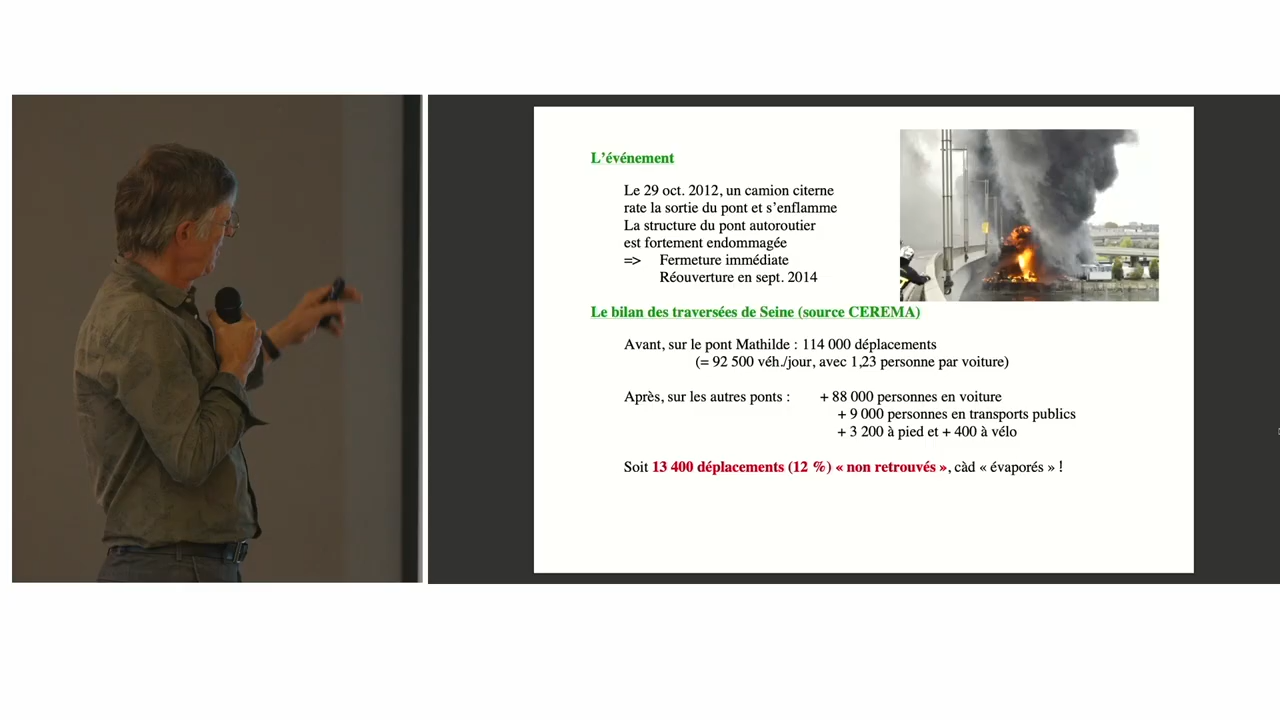 L'événement
Le 29 oct. 2012, un camion citerne
rate la sortie du pont et s'enflamme
La structure du pont autoroutier
est fortement endommagée
=> Fermeture immédiate
Réouverture en sept. 2014
Le bilan des traversées de Seine (source CEREMA)
Avant, sur le pont Mathilde : 114 000 déplacements
(= 92 500 véh./jour, avec 1,23 personne par voiture)
Après, sur les autres ponts : + 88 000 personnes en voiture
+ 9 000 personnes en transports publics
+ 3 200 à pied et + 400 à vélo
Soit 13 400 déplacements (12 %) « non retrouvés », càd « évaporés » !